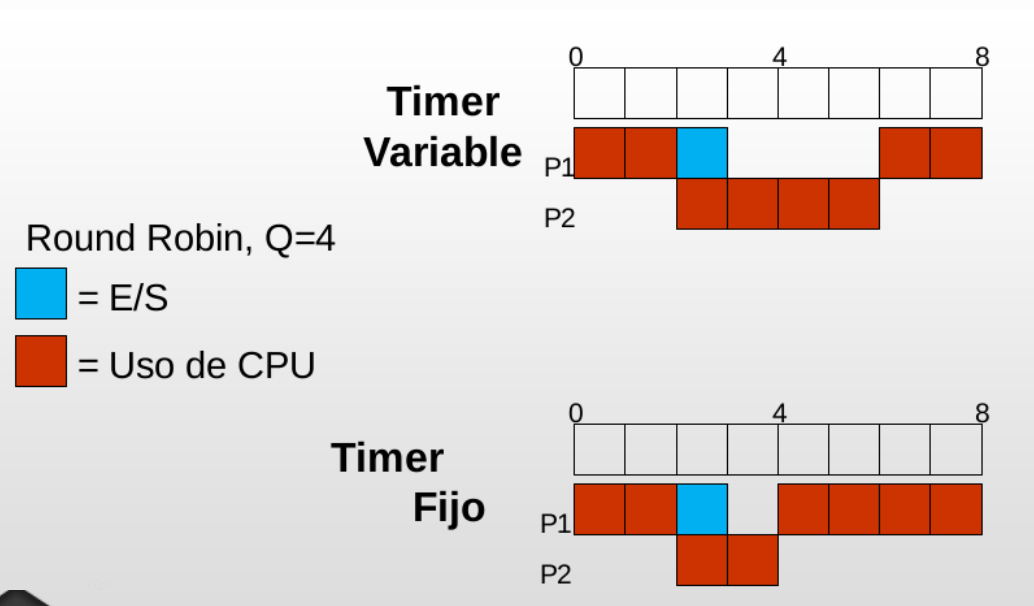 0 4 8
Timer
Variable
P1
P2
Round Robin, Q=4
= E/S
= Uso de CPU
0 4 8
Timer
Fijo
P1
P2